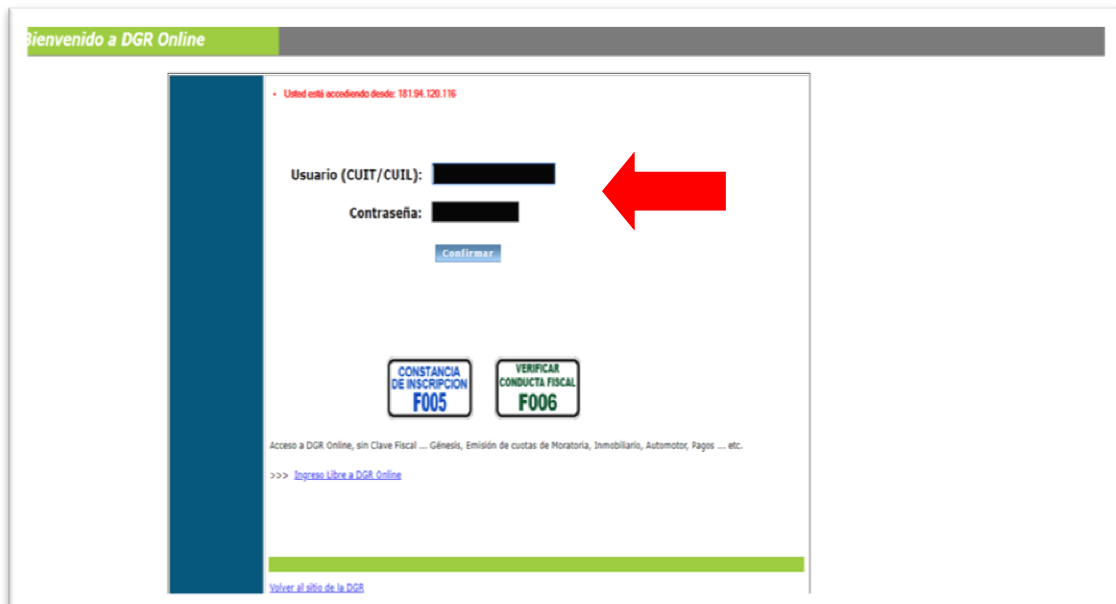 Bienvenido a DGR Online
Usted está accediendo desde: 181.94.120.116
Usuario (CUIT/CUIL):
Contraseña:
Confirmar
CONSTANCIA
DE INSCRIPCION
F005
VERIFICAR
CONDUCTA FISCAL
F006
Acceso a DGR Online, sin Clave Fiscal .... Génesis, Emisión de cuotas de Moratoria, Inmobiliario, Automotor, Pagos .... etc.
>>> Ingreso Libre a DGR Online
Volver al sitio de la DGR